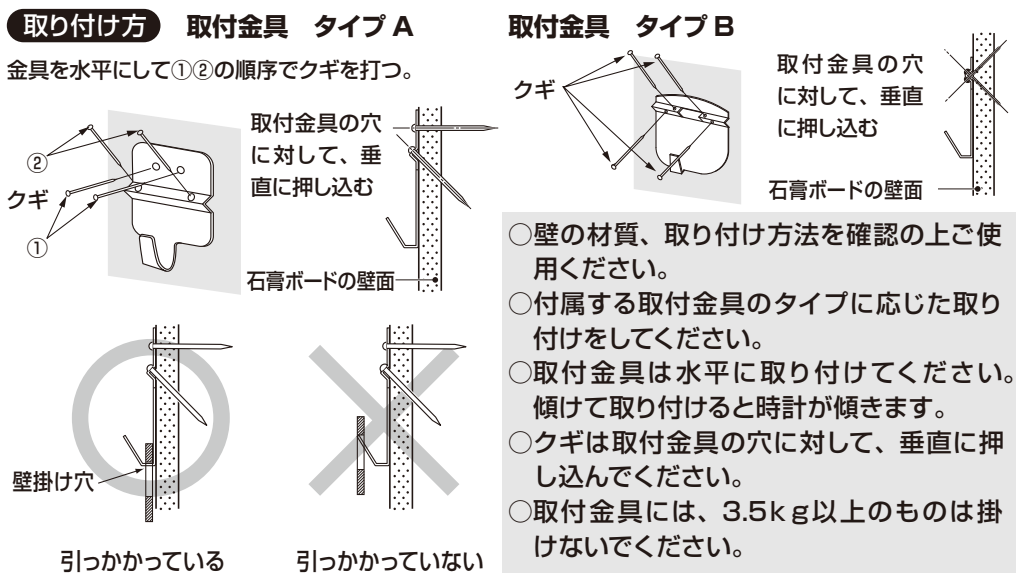 取り付け方 取付金具 タイプ A
金具を水平にして①②の順序でクギを打つ。
②
クギ
①
取付金具の穴
に対して、垂
直に押し込む
石膏ボードの壁面
壁掛け穴
引っかかっている
引っかかっていない
取付金具 タイプ B
クギ
取付金具の穴
に対して、垂直
に押し込む
石膏ボードの壁面
○壁の材質、取り付け方法を確認の上ご使
用ください。
○付属する取付金具のタイプに応じた取り
付けをしてください。
○取付金具は水平に取り付けてください。
傾けて取り付けると時計が傾きます。
○クギは取付金具の穴に対して、垂直に押
し込んでください。
○取付金具には、3.5kg以上のものは掛
けないでください。